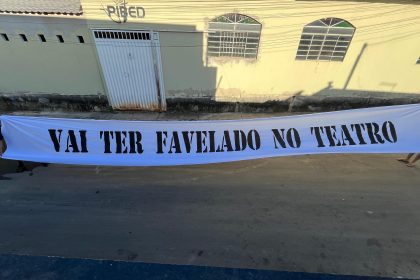 PIBED
VAI TER FAVELADO NO TEATRO